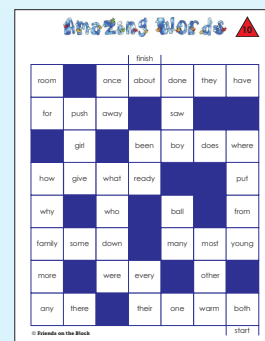 Amazing Words 10
finish
room once about done they have
for push away saw
girl been boy does where
how give what ready put
why who ball from
family some down many most young
more were every other
any there their one warm both
© Friends on the Block start